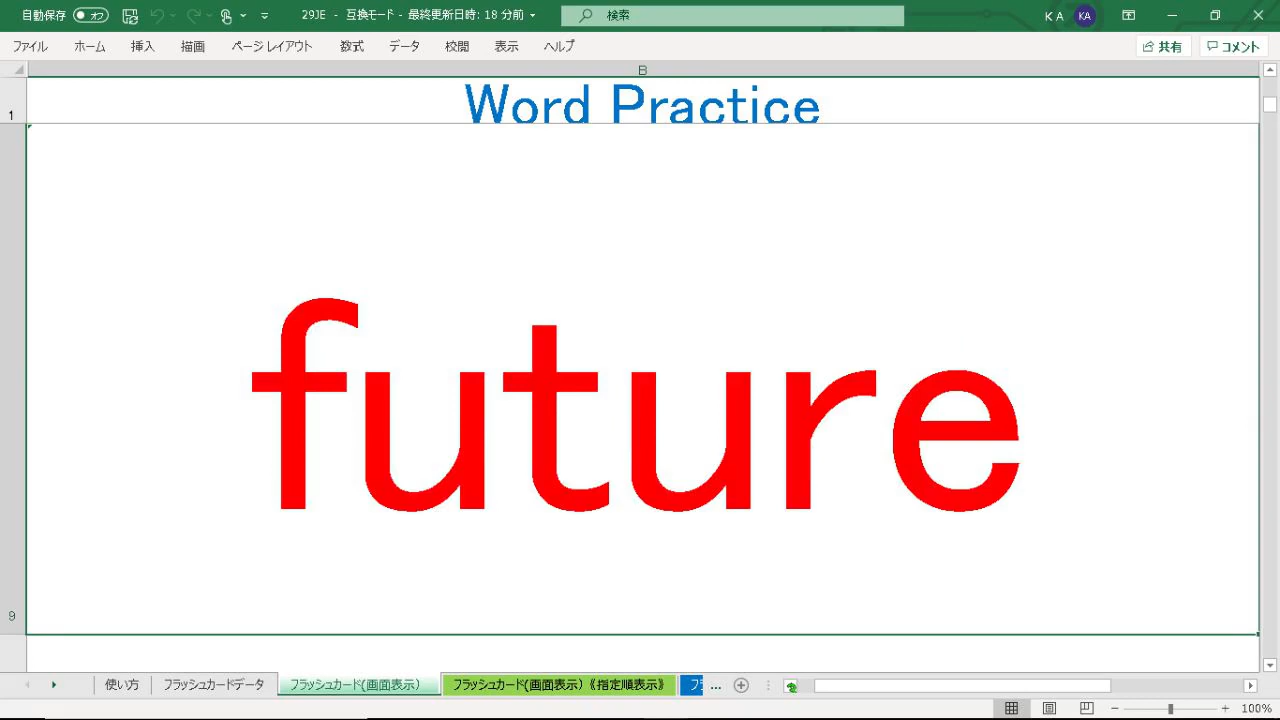 自動保存 オフ 29JE - 互換モード - 最終更新日時: 18 分前 検索 K A KA
ファイル ホーム 挿入 描画 ページ レイアウト 数式 データ 校閲 表示 ヘルプ 共有 コメント
B
1 Word Practice
future
9
使い方 フラッシュカードデータ フラッシュカード(画面表示) フラッシュカード(画面表示)《指定順表示》 フラ ...
100%